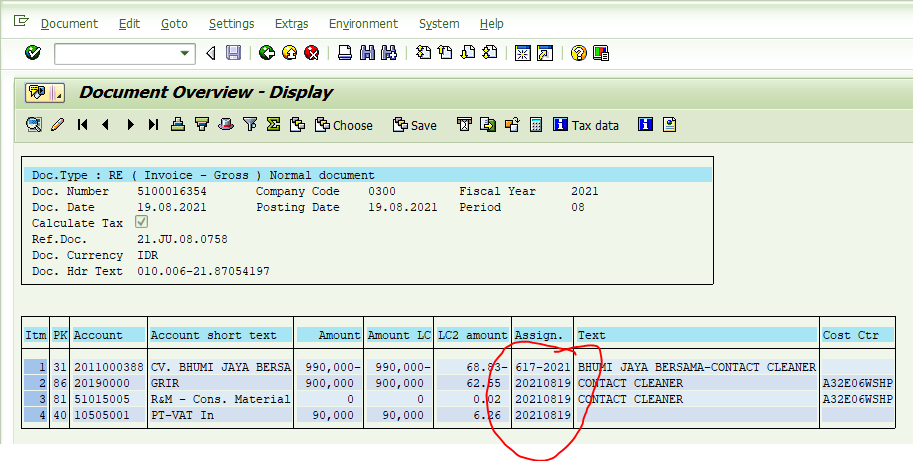 Document Edit Goto Settings Extras Environment System Help
Document Overview - Display
Choose Save Tax data
Doc.Type : RE ( Invoice - Gross ) Normal document
Doc. Number 5100016354 Company Code 0300 Fiscal Year 2021
Doc. Date 19.08.2021 Posting Date 19.08.2021 Period 08
Calculate Tax
Ref.Doc. 21.JU.08.0758
Doc. Currency IDR
Doc. Hdr Text 010.006-21.87054197
Itm PK Account Account short text Amount Amount LC LC2 amount Assign. Text Cost Ctr
1 31 2011000388 CV. BHUMI JAYA BERSA 990,000- 990,000- 68.83- 617-2021 BHUMI JAYA BERSAMA-CONTACT CLEANER
2 86 20190000 GRIR 900,000 900,000 62.55 20210819 CONTACT CLEANER A32E06WSHP
3 81 51015005 R&M - Cons. Material 0 0 0.02 20210819 CONTACT CLEANER A32E06WSHP
4 40 10505001 PT-VAT In 90,000 90,000 6.26 20210819